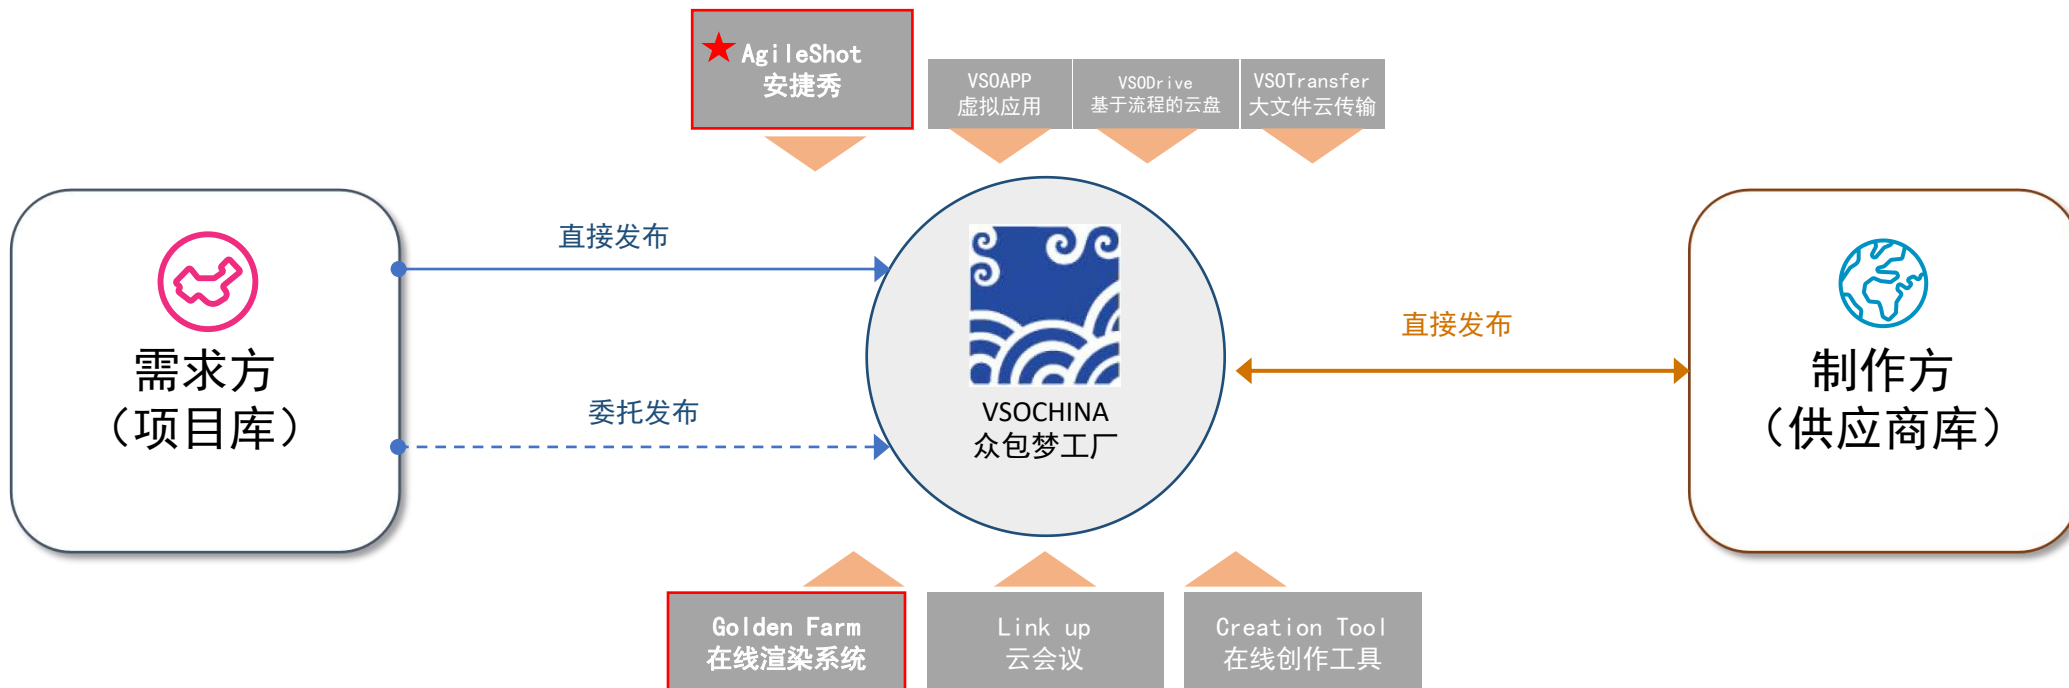 AgileShot
安捷秀
VSOAPP
虚拟应用
VSODrive
基于流程的云盘
VSOTransfer
大文件云传输
直接发布
需求方
（项目库）
委托发布
VSOCHINA
众包梦工厂
直接发布
制作方
（供应商库）
Golden Farm
在线渲染系统
Link up
云会议
Creation Tool
在线创作工具